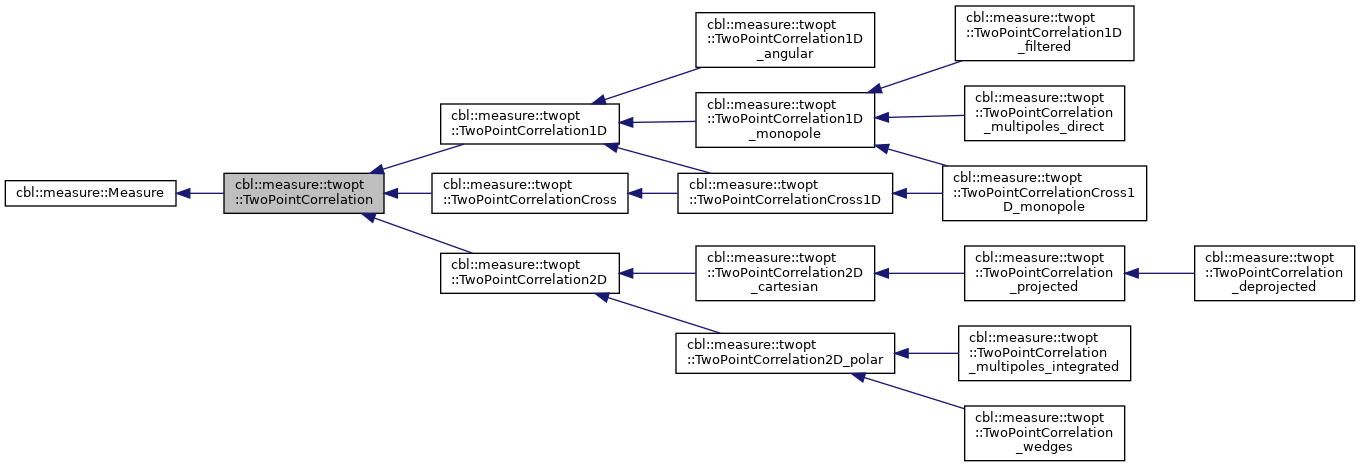 cbl::measure::Measure
cbl::measure::twopt
::TwoPointCorrelation
cbl::measure::twopt
::TwoPointCorrelation1D
cbl::measure::twopt
::TwoPointCorrelationCross
cbl::measure::twopt
::TwoPointCorrelation2D
cbl::measure::twopt
::TwoPointCorrelation1D
_angular
cbl::measure::twopt
::TwoPointCorrelation1D
_monopole
cbl::measure::twopt
::TwoPointCorrelationCross1D
cbl::measure::twopt
::TwoPointCorrelation2D
_cartesian
cbl::measure::twopt
::TwoPointCorrelation2D_polar
cbl::measure::twopt
::TwoPointCorrelation1D
_filtered
cbl::measure::twopt
::TwoPointCorrelation
_multipoles_direct
cbl::measure::twopt
::TwoPointCorrelationCross1
D_monopole
cbl::measure::twopt
::TwoPointCorrelation
_projected
cbl::measure::twopt
::TwoPointCorrelation
_multipoles_integrated
cbl::measure::twopt
::TwoPointCorrelation
_wedges
cbl::measure::twopt
::TwoPointCorrelation
_deprojected